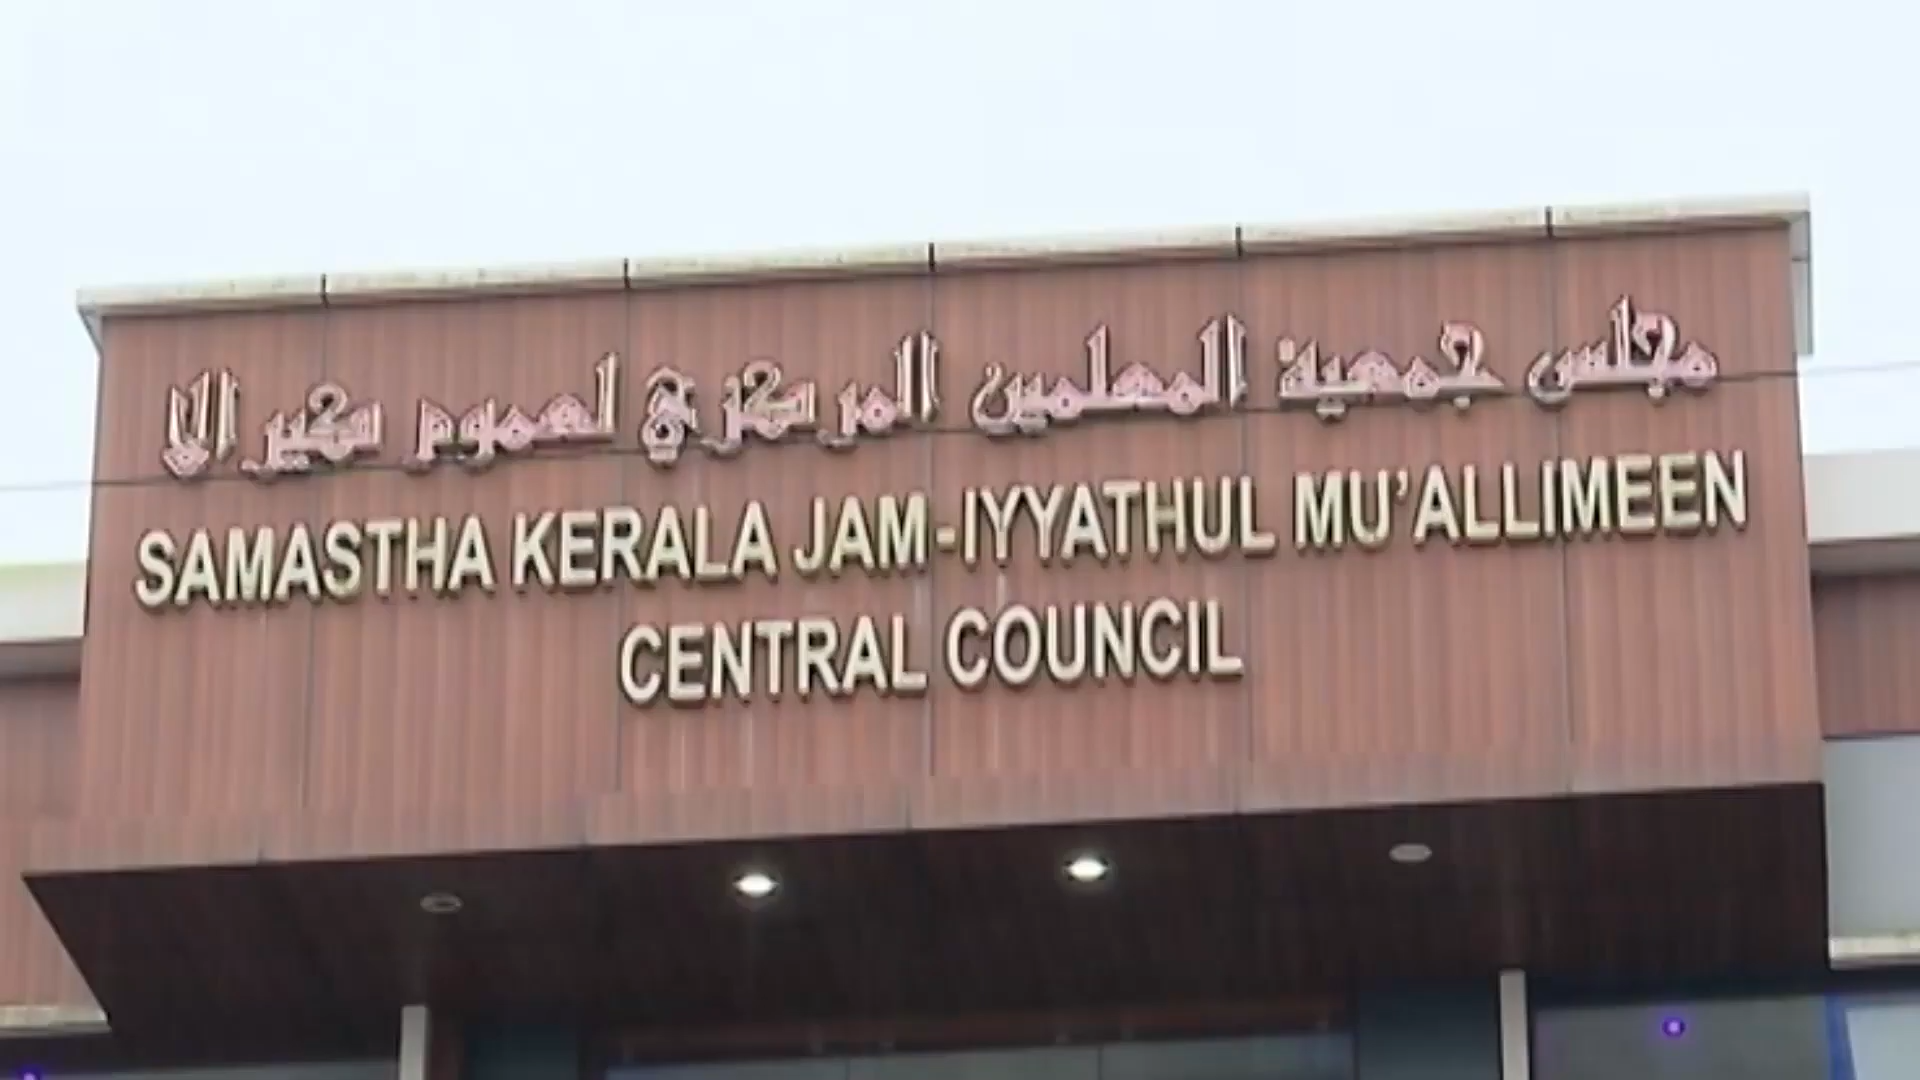 مجلس جمعية المعلمين المركزي لعموم كيرالا
SAMASTHA KERALA JAM-IYYATHUL MU'ALLIMEEN
CENTRAL COUNCIL